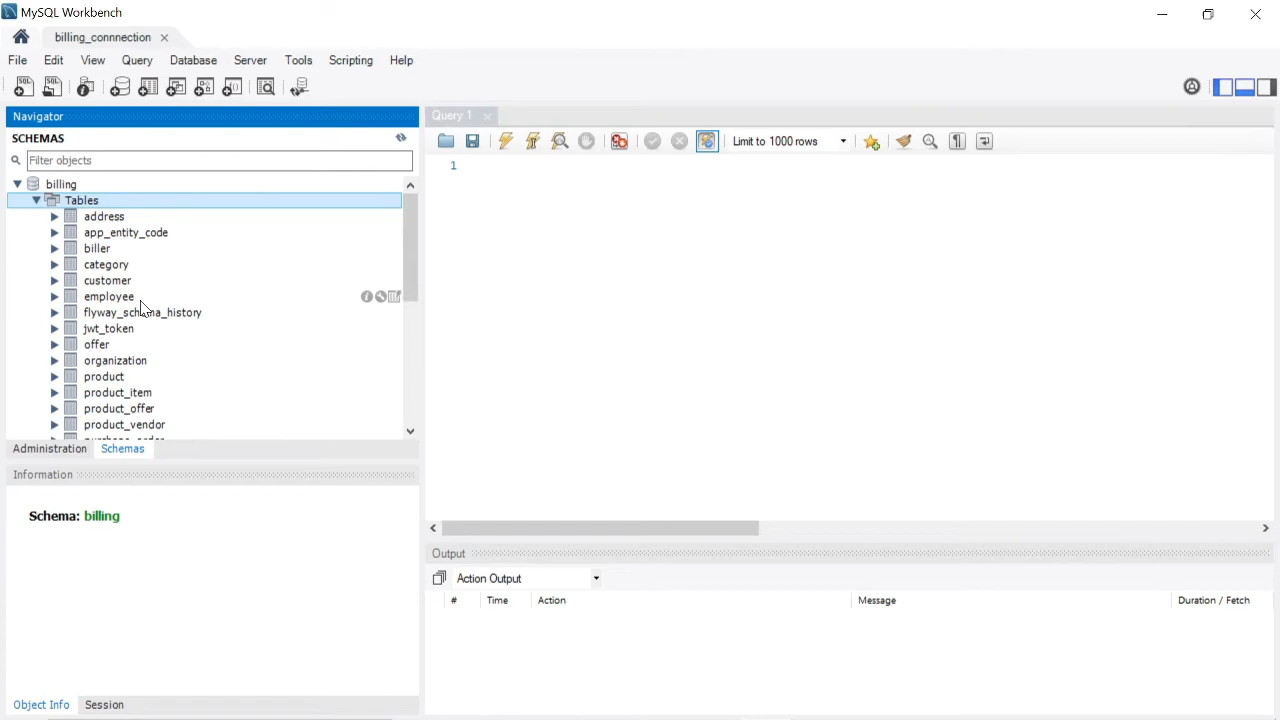 MySQL Workbench
billing_connnection
File Edit View Query Database Server Tools Scripting Help
Navigator
SCHEMAS
Filter objects
billing
Tables
address
app_entity_code
biller
category
customer
employee
flyway_schema_history
jwt_token
offer
organization
product
product_item
product_offer
product_vendor
purchase_order
Administration Schemas
Information
Schema: billing
Object Info Session
Query 1
Limit to 1000 rows
1
Output
Action Output
# Time Action Message Duration / Fetch